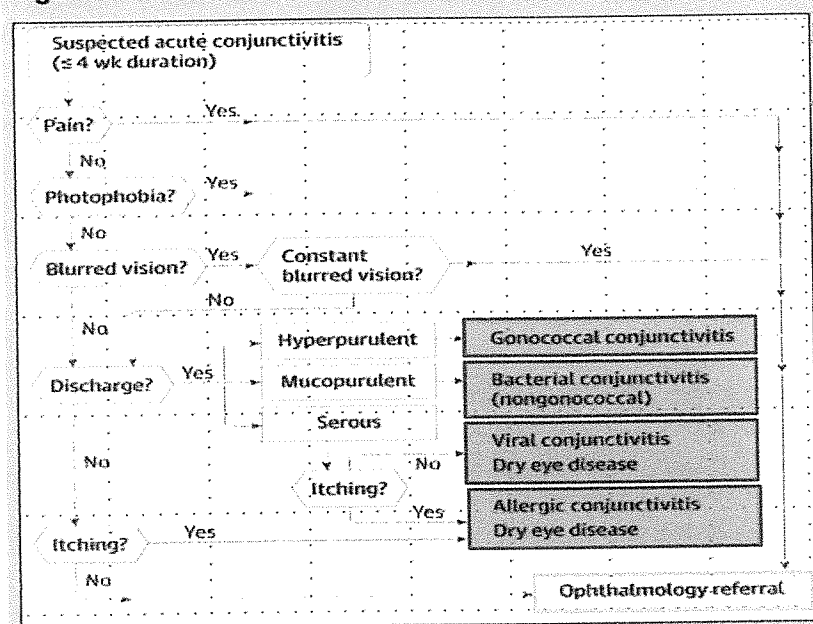 Suspected acute conjunctivitis
(≤ 4 wk duration)
Pain?
Yes
No
Photophobia?
Yes
No
Blurred vision?
Yes
Constant
blurred vision?
Yes
No
No
Discharge?
Yes
Hyperpurulent
Gonococcal conjunctivitis
Mucopurulent
Bacterial conjunctivitis
(nongonococcal)
Serous
Viral conjunctivitis
Dry eye disease
No
Itching?
No
Yes
Allergic conjunctivitis
Dry eye disease
Itching?
Yes
No
Ophthalmology referral